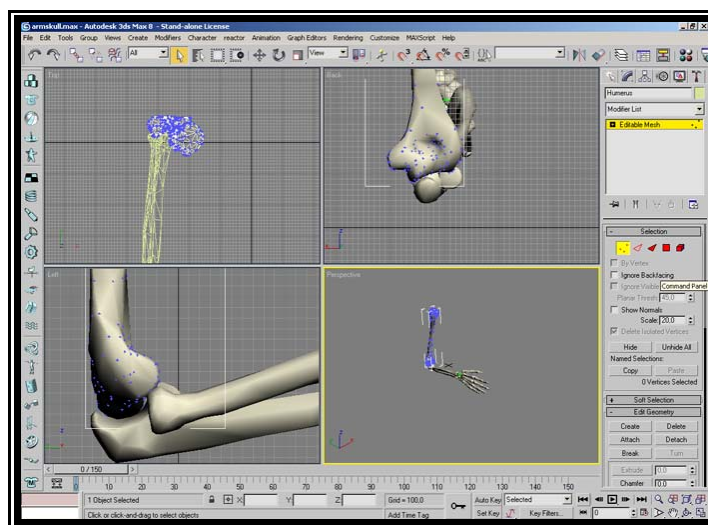 armskull.max - Autodesk 3ds Max 8 - Stand-alone License
File Edit Tools Group Views Create Modifiers Character reactor Animation Graph Editors Rendering Customize MAXScript Help
All
View
Top
Back
Humerus
Modifier List
Editable Mesh
Selection
By Vertex
Ignore Backfacing
Ignore Visible
Command Panel
Planar Thresh: 45,0
Show Normals
Scale: 20,0
Delete Isolated Vertices
Hide Unhide All
Named Selections:
Copy Paste
0 Vertices Selected
Soft Selection
Edit Geometry
Create Delete
Attach Detach
Break Turn
Extrude 0,0
Chamfer 0,0
Left
Perspective
0 / 150
0 10 20 30 40 50 60 70 80 90 100 110 120 130 140 150
1 Object Selected X: Y: Z: Grid = 100,0 Auto Key Selected
Click or click-and-drag to select objects Add Time Tag Set Key Key Filters... 0